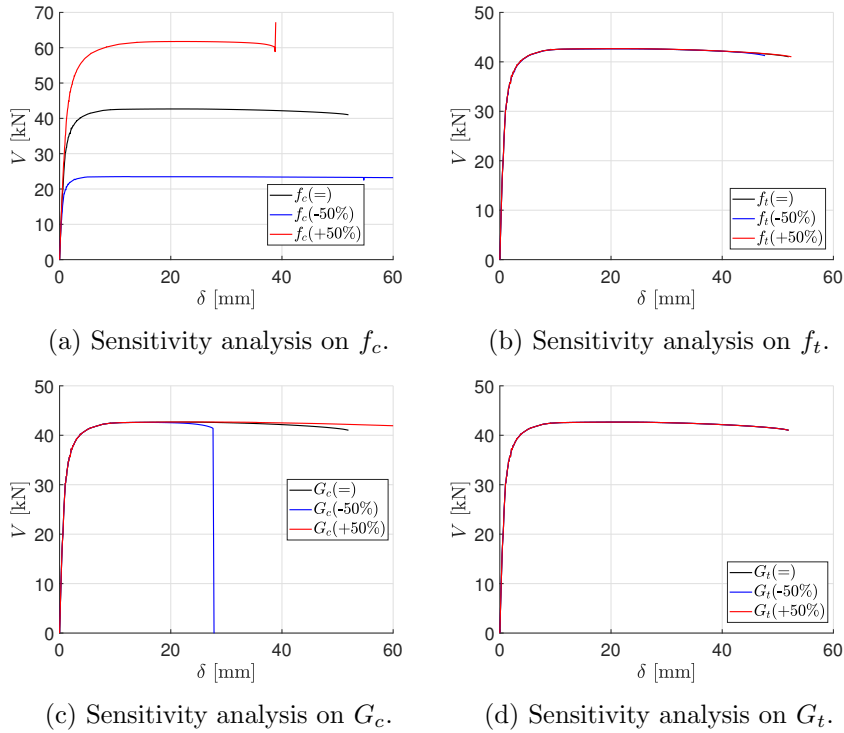 70
60
50
40
30
20
10
0
V [kN]
f_c(=)
f_c(-50%)
f_c(+50%)
0 20 40 60
δ [mm]
(a) Sensitivity analysis on f_c.
50
40
30
20
10
0
V [kN]
f_t(=)
f_t(-50%)
f_t(+50%)
0 20 40 60
δ [mm]
(b) Sensitivity analysis on f_t.
50
40
30
20
10
0
V [kN]
G_c(=)
G_c(-50%)
G_c(+50%)
0 20 40 60
δ [mm]
(c) Sensitivity analysis on G_c.
50
40
30
20
10
0
V [kN]
G_t(=)
G_t(-50%)
G_t(+50%)
0 20 40 60
δ [mm]
(d) Sensitivity analysis on G_t.